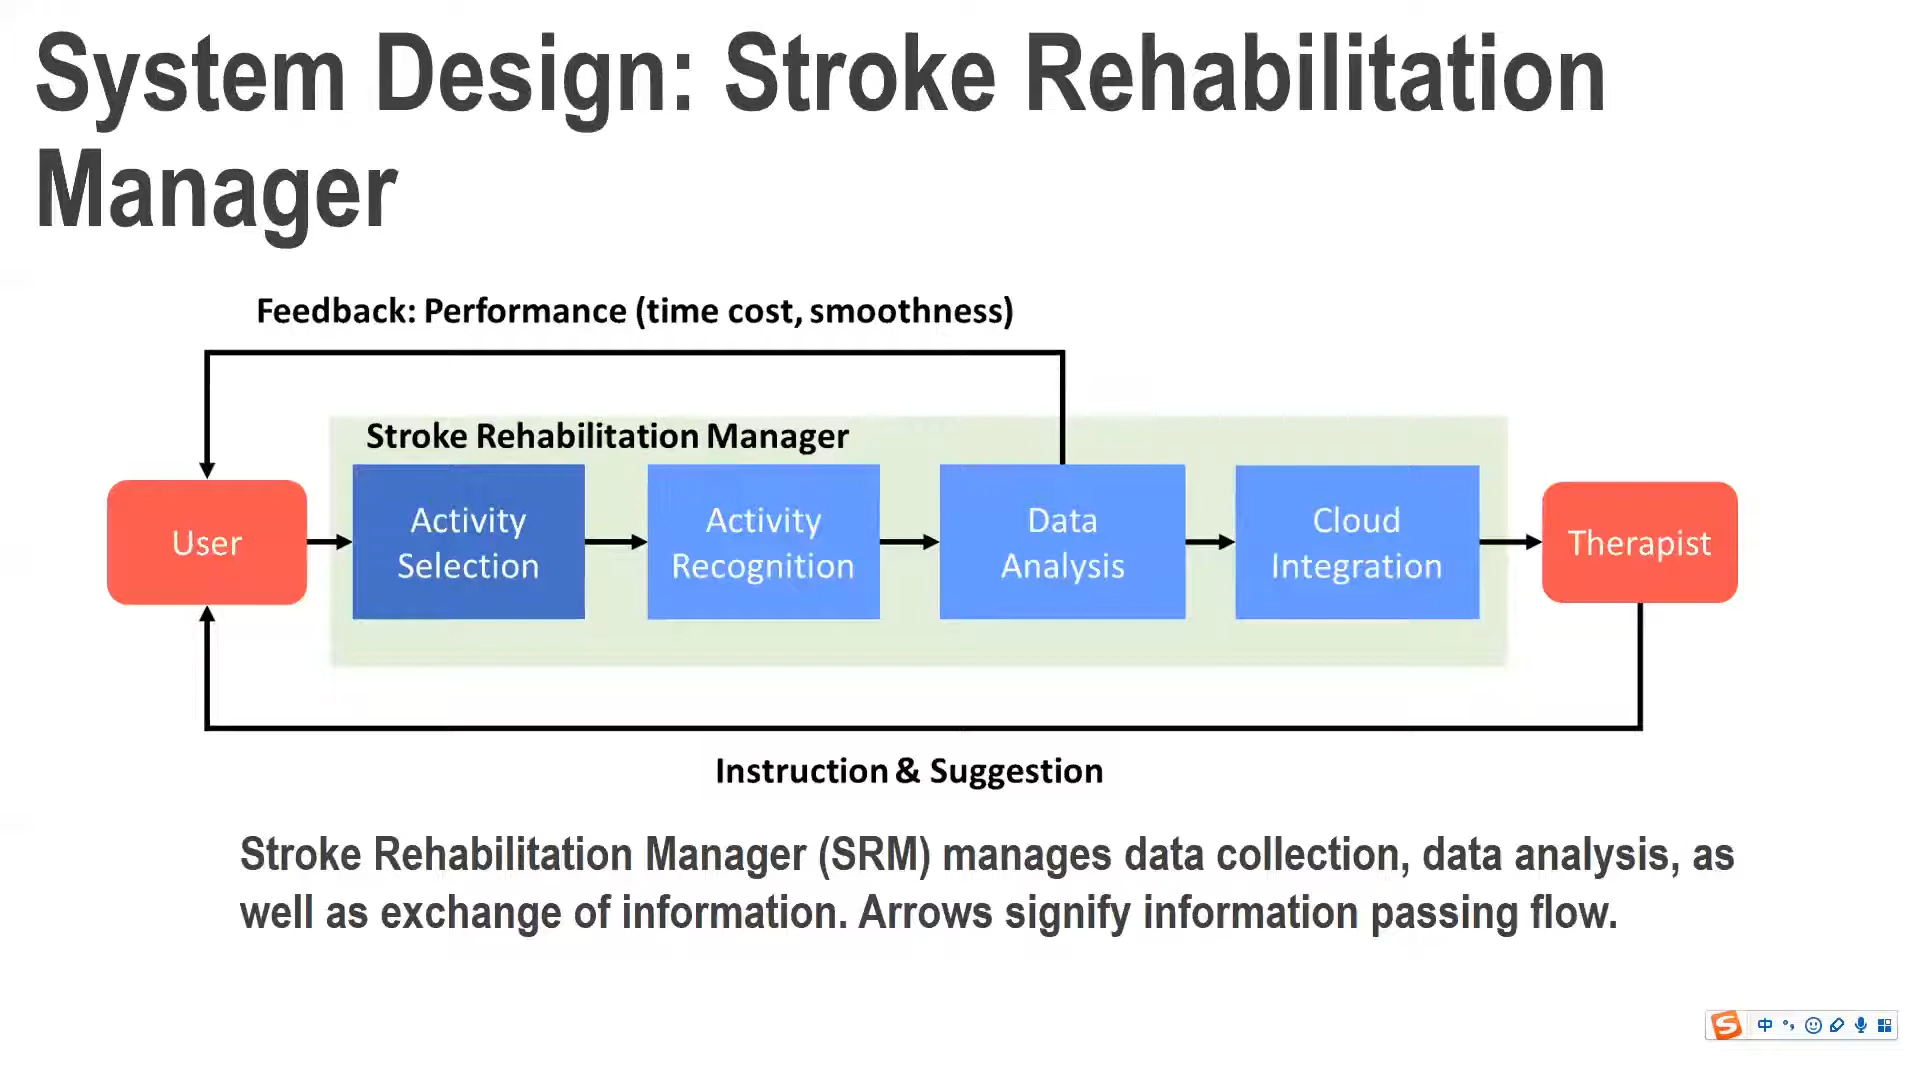 System Design: Stroke Rehabilitation
Manager
Feedback: Performance (time cost, smoothness)
Stroke Rehabilitation Manager
User
Activity
Selection
Activity
Recognition
Data
Analysis
Cloud
Integration
Therapist
Instruction & Suggestion
Stroke Rehabilitation Manager (SRM) manages data collection, data analysis, as
well as exchange of information. Arrows signify information passing flow.
S 中